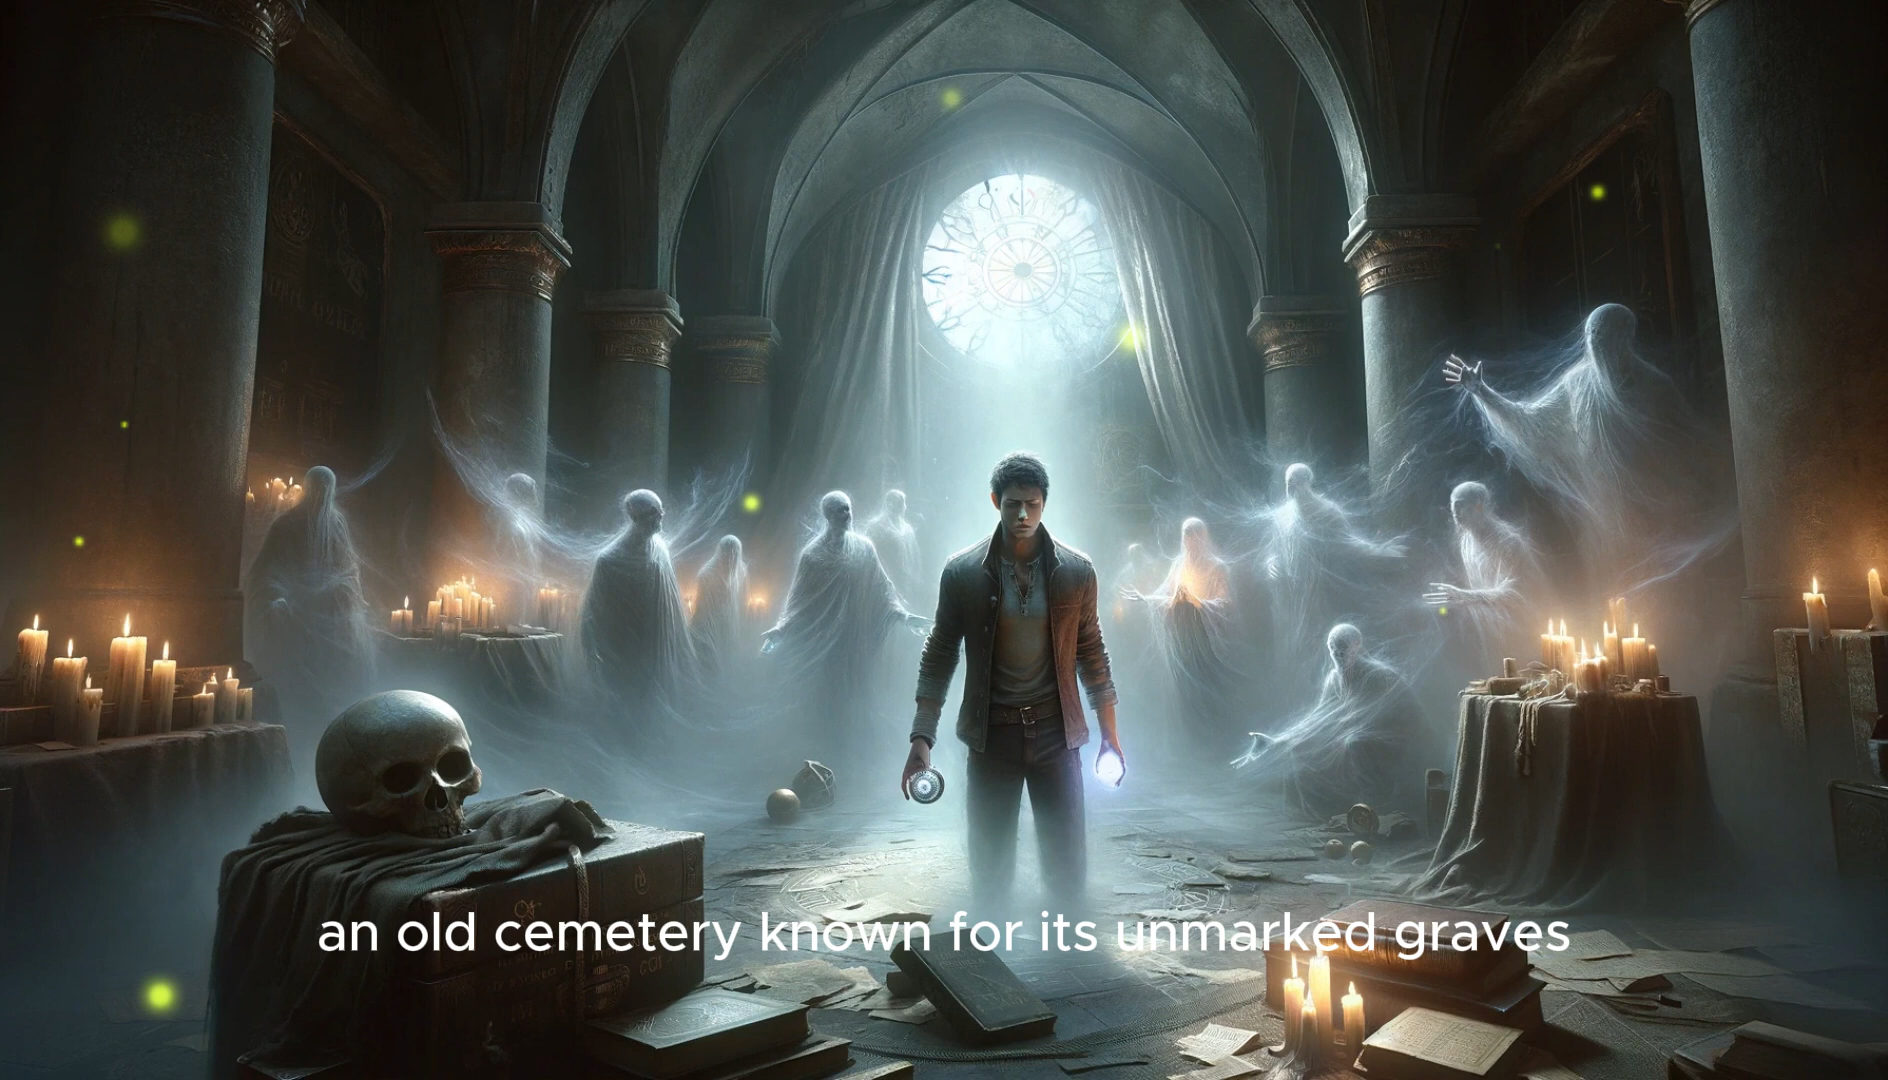 an old cemetery known for its unmarked graves